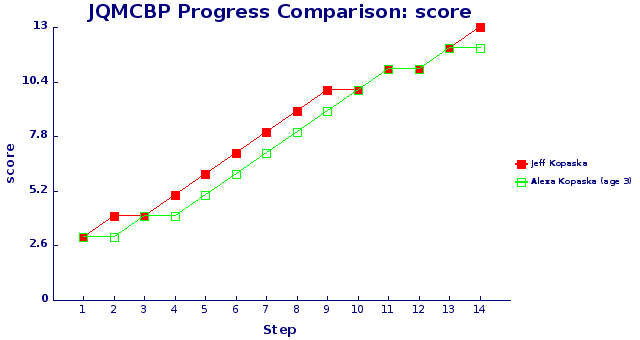 JQMCBP Progress Comparison: score
13
10.4
7.8
5.2
2.6
0
score
1 2 3 4 5 6 7 8 9 10 11 12 13 14
Step
Jeff Kopaska
Alexa Kopaska (age 3)